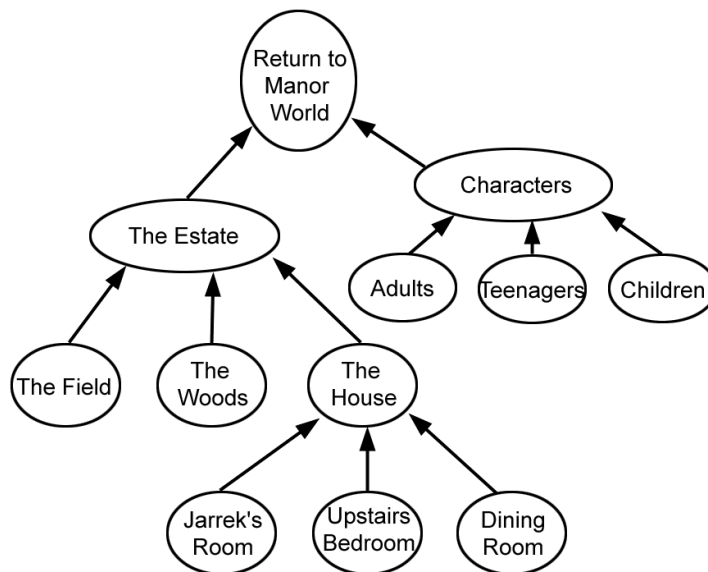 Return to
Manor
World
Characters
The Estate
Adults
Teenagers
Children
The Field
The
Woods
The
House
Jarrek's
Room
Upstairs
Bedroom
Dining
Room